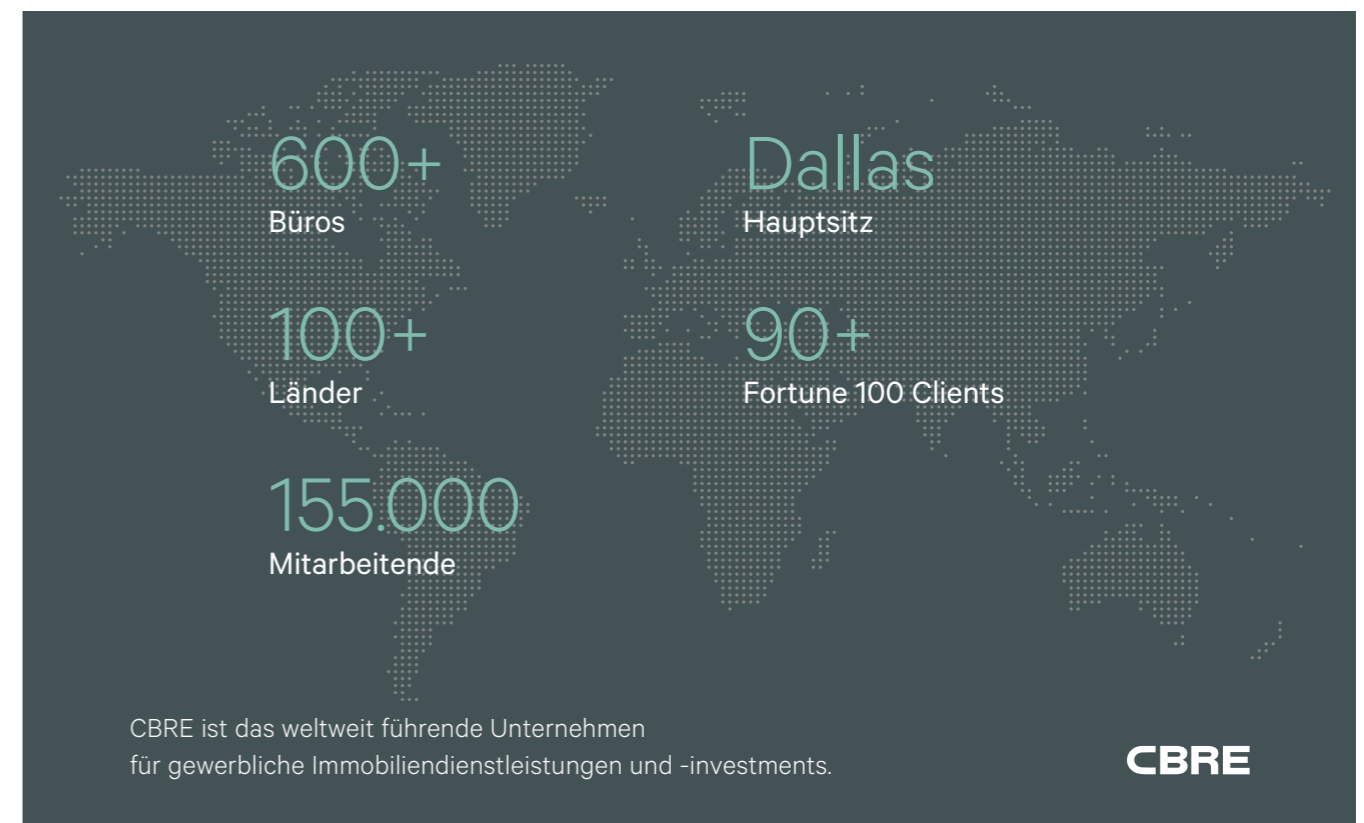 600+
Büros
Dallas
Hauptsitz
100+
Länder
90+
Fortune 100 Clients
155.000
Mitarbeitende
CBRE ist das weltweit führende Unternehmen
für gewerbliche Immobiliendienstleistungen und -investments.
CBRE